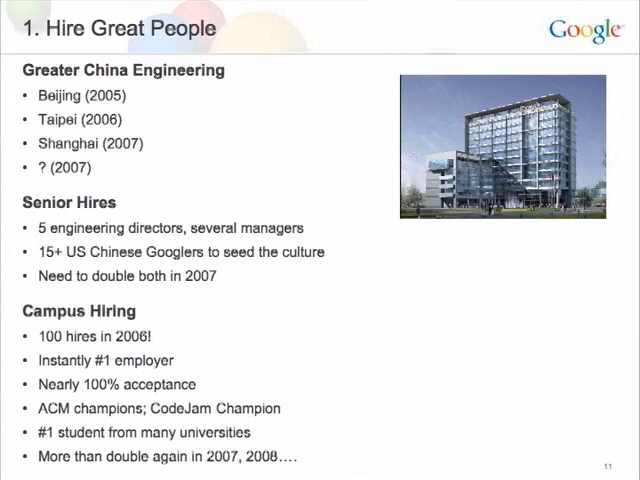 1. Hire Great People
Google
Greater China Engineering
• Beijing (2005)
• Taipei (2006)
• Shanghai (2007)
• ? (2007)
Senior Hires
• 5 engineering directors, several managers
• 15+ US Chinese Googlers to seed the culture
• Need to double both in 2007
Campus Hiring
• 100 hires in 2006!
• Instantly #1 employer
• Nearly 100% acceptance
• ACM champions; CodeJam Champion
• #1 student from many universities
• More than double again in 2007, 2008….
11